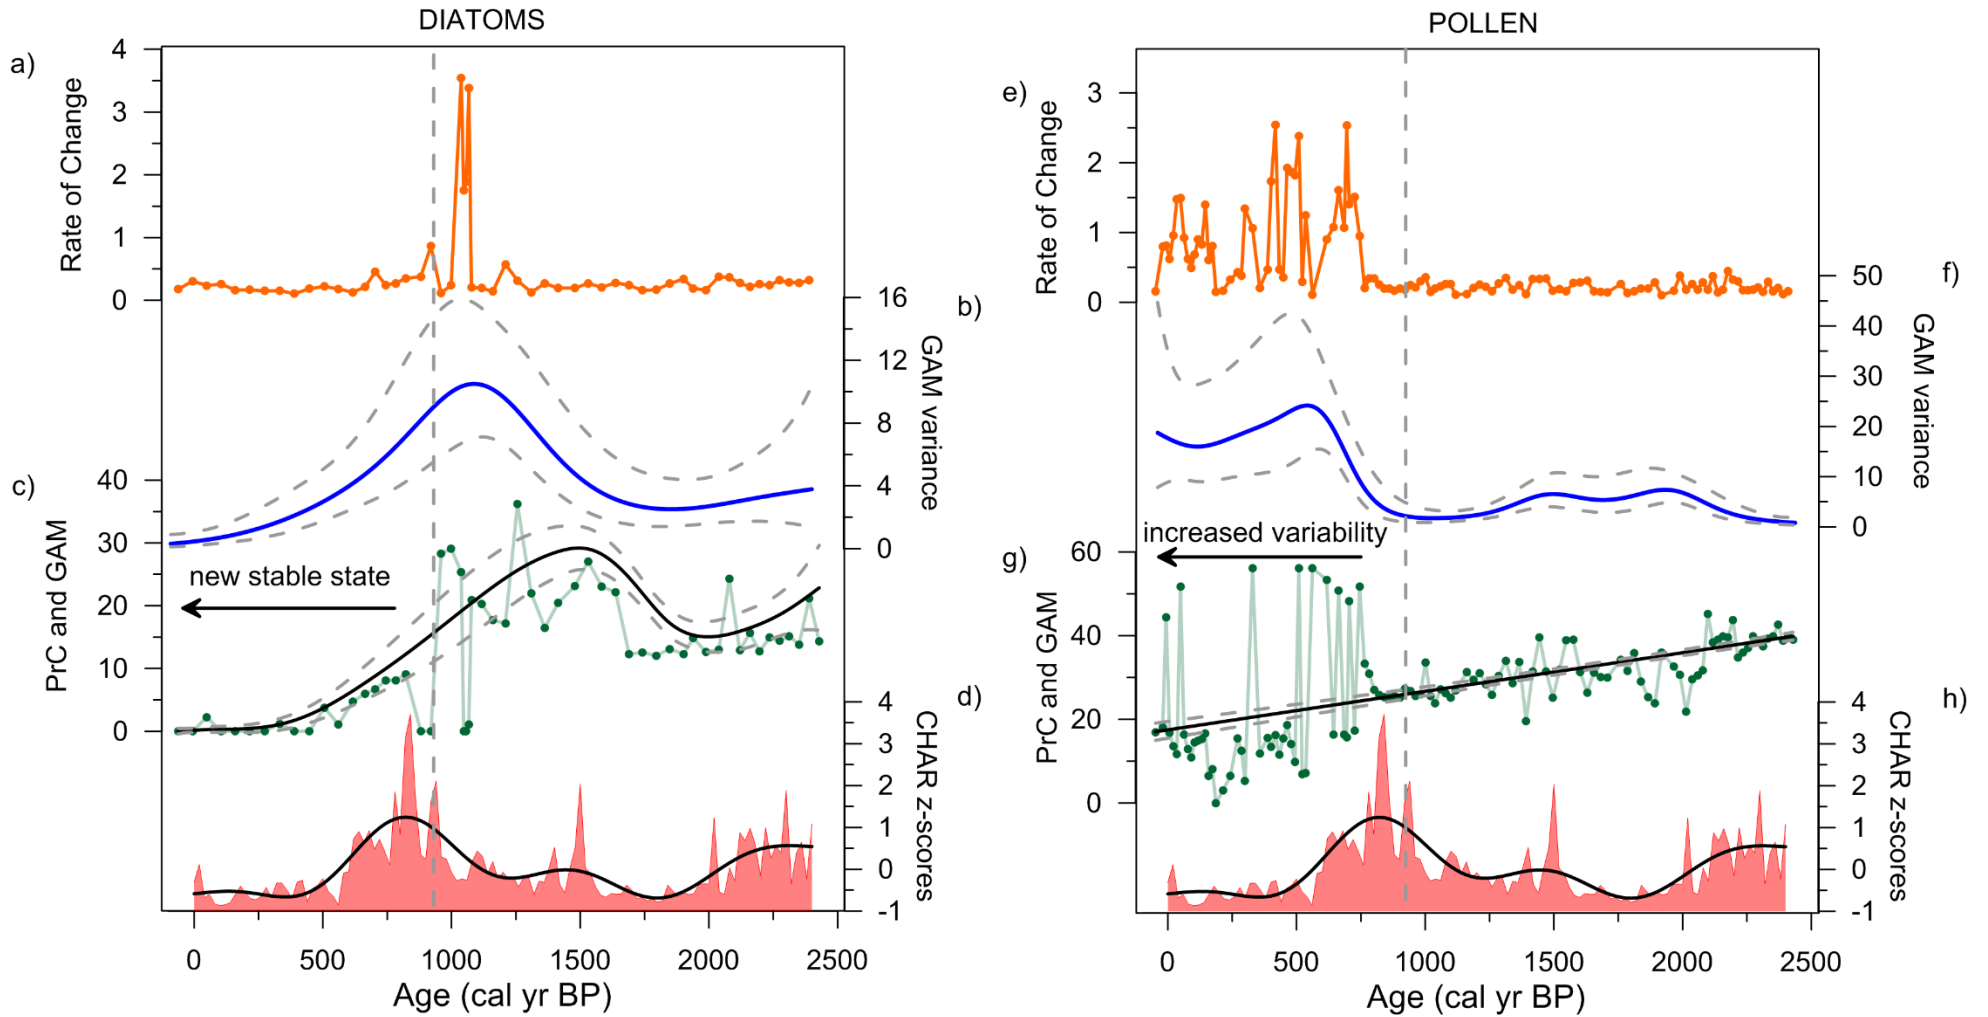 DIATOMS
a)
Rate of Change
4
3
2
1
0
b)
GAM variance
16
12
8
4
0
c)
PrC and GAM
40
30
20
10
0
new stable state
d)
CHAR z-scores
4
3
2
1
0
-1
0 500 1000 1500 2000 2500
Age (cal yr BP)
POLLEN
e)
Rate of Change
3
2
1
0
f)
GAM variance
50
40
30
20
10
0
increased variability
g)
PrC and GAM
60
40
20
0
h)
CHAR z-scores
4
3
2
1
0
-1
0 500 1000 1500 2000 2500
Age (cal yr BP)